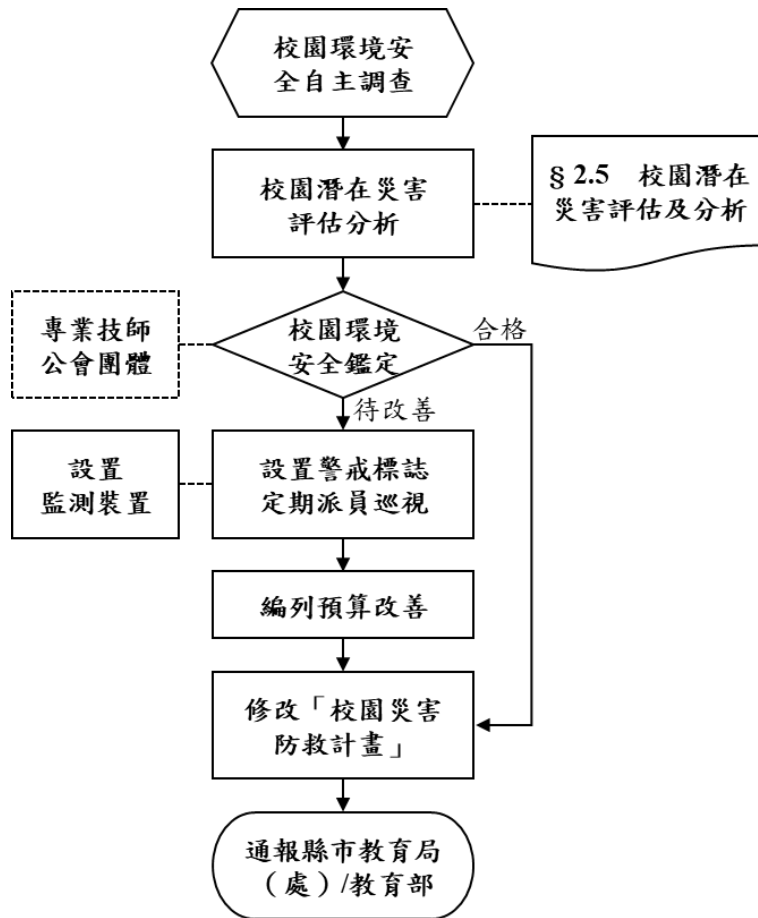 校園環境安
全自主調查
校園潛在災害
評估分析
§ 2.5 校園潛在
災害評估及分析
專業技師
公會團體
校園環境
安全鑑定
合格
待改善
設置
監測裝置
設置警戒標誌
定期派員巡視
編列預算改善
修改「校園災害
防救計畫」
通報縣市教育局
（處）/教育部